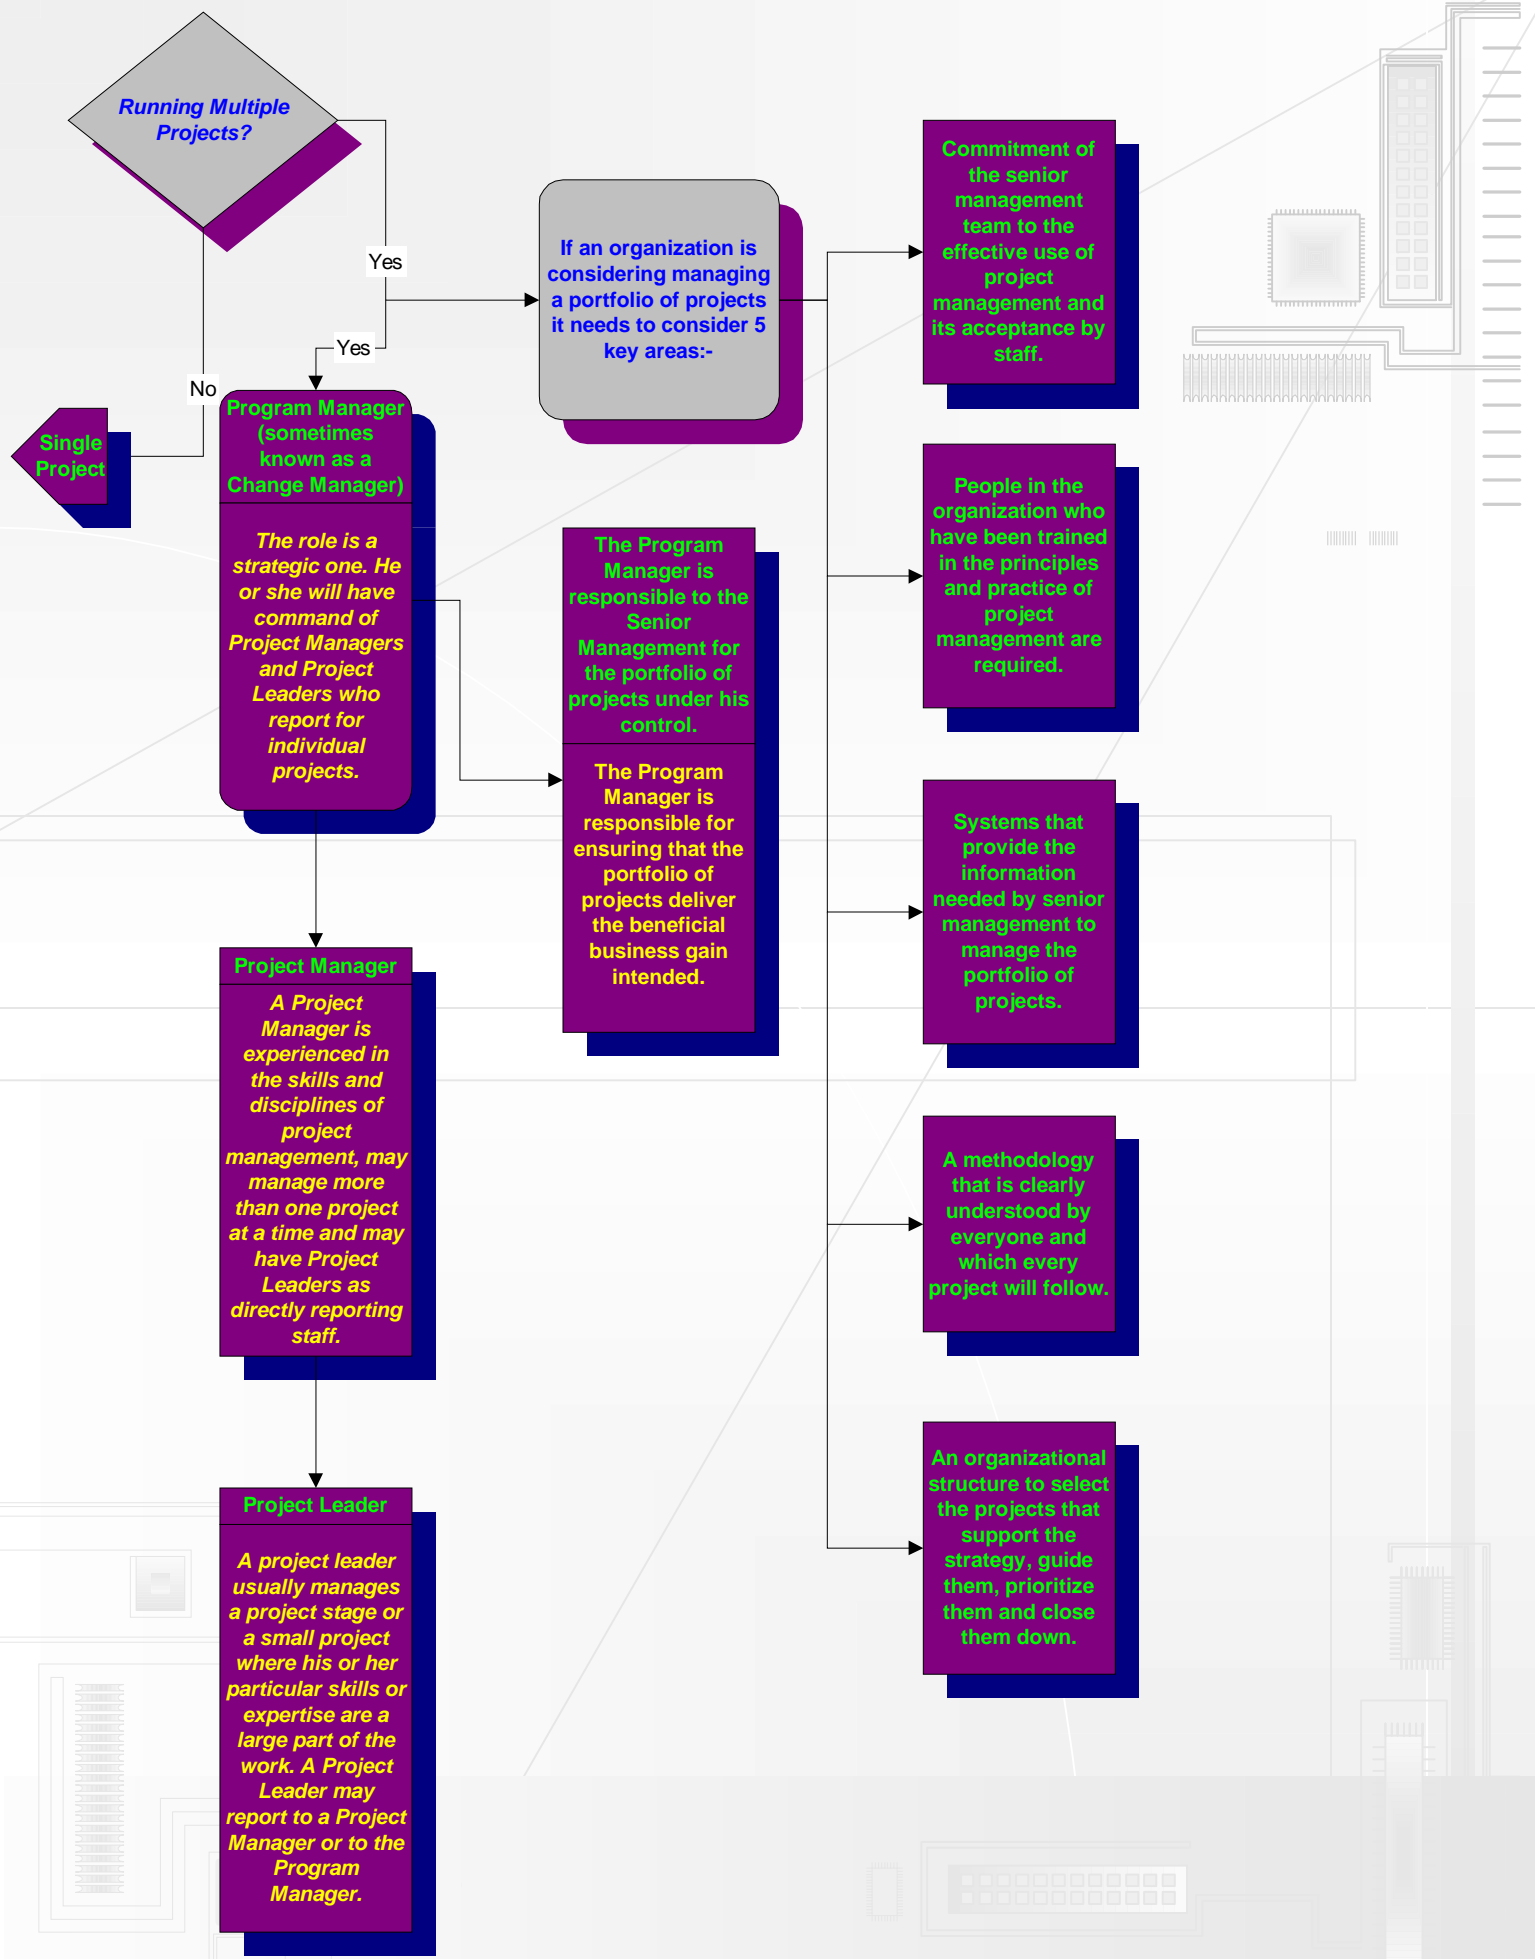 Running Multiple
Projects?
Yes
Yes
No
Single
Project
If an organization is
considering managing
a portfolio of projects
it needs to consider 5
key areas:-
Program Manager
(sometimes
known as a
Change Manager)
The role is a
strategic one. He
or she will have
command of
Project Managers
and Project
Leaders who
report for
individual
projects.
The Program
Manager is
responsible to the
Senior
Management for
the portfolio of
projects under his
control.
The Program
Manager is
responsible for
ensuring that the
portfolio of
projects deliver
the beneficial
business gain
intended.
Project Manager
A Project
Manager is
experienced in
the skills and
disciplines of
project
management, may
manage more
than one project
at a time and may
have Project
Leaders as
directly reporting
staff.
Project Leader
A project leader
usually manages
a project stage or
a small project
where his or her
particular skills or
expertise are a
large part of the
work. A Project
Leader may
report to a Project
Manager or to the
Program
Manager.
Commitment of
the senior
management
team to the
effective use of
project
management and
its acceptance by
staff.
People in the
organization who
have been trained
in the principles
and practice of
project
management are
required.
Systems that
provide the
information
needed by senior
management to
manage the
portfolio of
projects.
A methodology
that is clearly
understood by
everyone and
which every
project will follow.
An organizational
structure to select
the projects that
support the
strategy, guide
them, prioritize
them and close
them down.